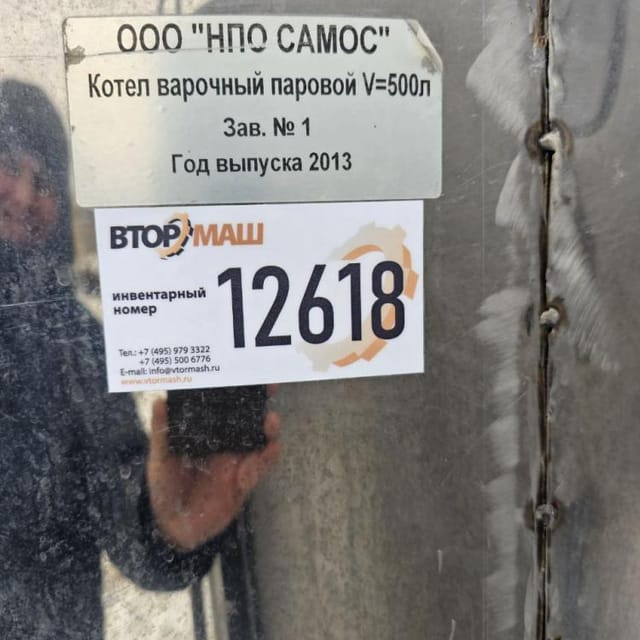 ООО "НПО САМОС"
Котел варочный паровой V=500л
Зав. № 1
Год выпуска 2013
ВТОРМАШ
инвентарный
номер
12618
Тел.: +7 (495) 979 3322
+7 (495) 500 6776
E-mail: info@vtormash.ru
www.vtormash.ru